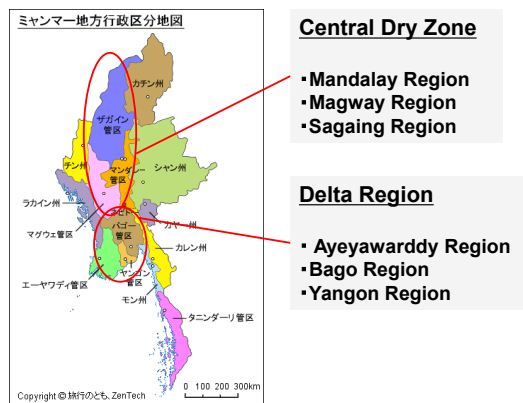 ミャンマー地方行政区分地図
カチン州
ザガイン
管区
チン州
シャン州
マンダレー
管区
ラカイン州
ネピドー
カヤー州
マグウェ管区
バゴー
管区
カレン州
ヤンゴン
管区
エーヤワディ管区
モン州
タニンダーリ管区
0 100 200 300km
Copyright © 旅行のとも、ZenTech
Central Dry Zone
・Mandalay Region
・Magway Region
・Sagaing Region
Delta Region
・Ayeyawarddy Region
・Bago Region
・Yangon Region